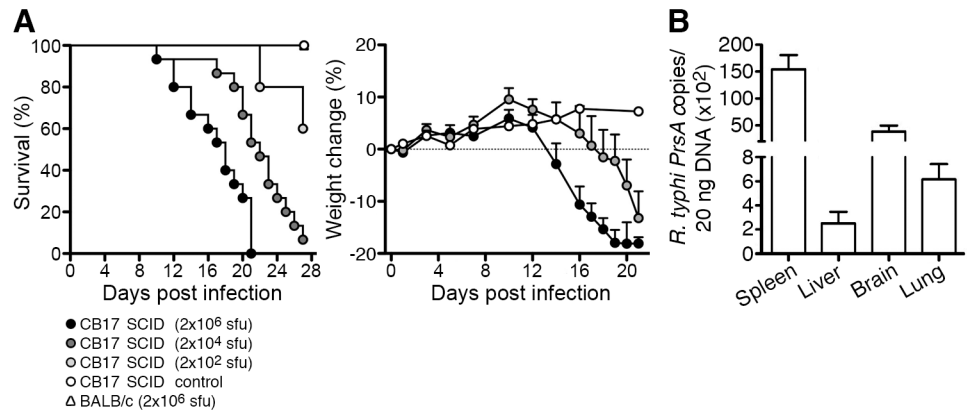 A
B
100
80
60
40
20
0
Survival (%)
0 4 8 12 16 20 24 28
Days post infection
20
10
0
-10
-20
Weight change (%)
0 4 8 12 16 20
Days post infection
200
150
100
50
8
6
4
2
0
R. typhi PrsA copies/
20 ng DNA (x10²)
Spleen
Liver
Brain
Lung
CB17 SCID (2x10⁶ sfu)
CB17 SCID (2x10⁴ sfu)
CB17 SCID (2x10² sfu)
CB17 SCID control
BALB/c (2x10⁶ sfu)